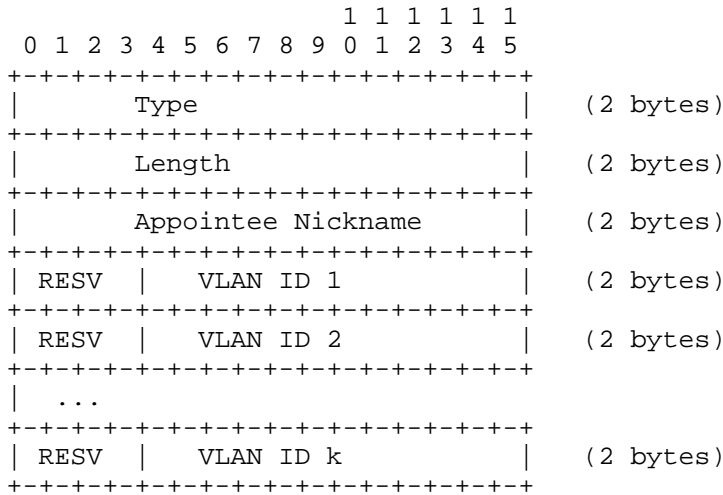 1 1 1 1 1 1
 0 1 2 3 4 5 6 7 8 9 0 1 2 3 4 5
+-+-+-+-+-+-+-+-+-+-+-+-+-+-+-+-+
|       Type                    |   (2 bytes)
+-+-+-+-+-+-+-+-+-+-+-+-+-+-+-+-+
|       Length                  |   (2 bytes)
+-+-+-+-+-+-+-+-+-+-+-+-+-+-+-+-+
|       Appointee Nickname      |   (2 bytes)
+-+-+-+-+-+-+-+-+-+-+-+-+-+-+-+-+
| RESV  |   VLAN ID 1           |   (2 bytes)
+-+-+-+-+-+-+-+-+-+-+-+-+-+-+-+-+
| RESV  |   VLAN ID 2           |   (2 bytes)
+-+-+-+-+-+-+-+-+-+-+-+-+-+-+-+-+
|  ...
+-+-+-+-+-+-+-+-+-+-+-+-+-+-+-+-+
| RESV  |   VLAN ID k           |   (2 bytes)
+-+-+-+-+-+-+-+-+-+-+-+-+-+-+-+-+